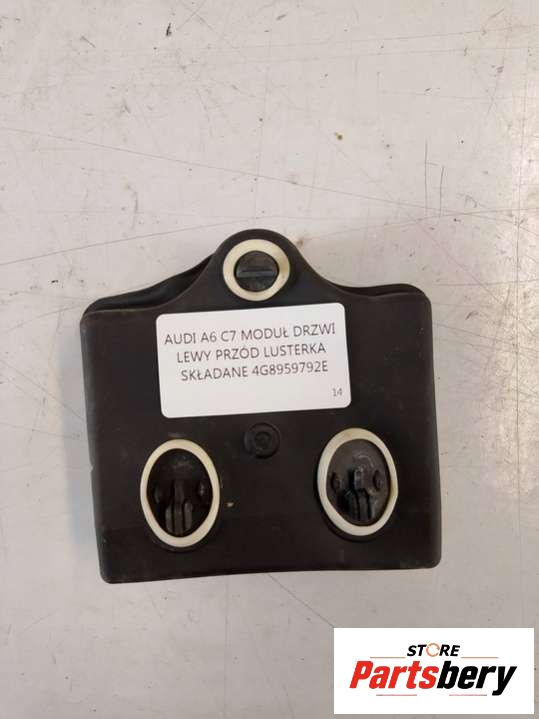 AUDI A6 C7 MODUŁ DRZWI
LEWY PRZÓD LUSTERKA
SKŁADANE 4G8959792E
14
STORE
Partsbery